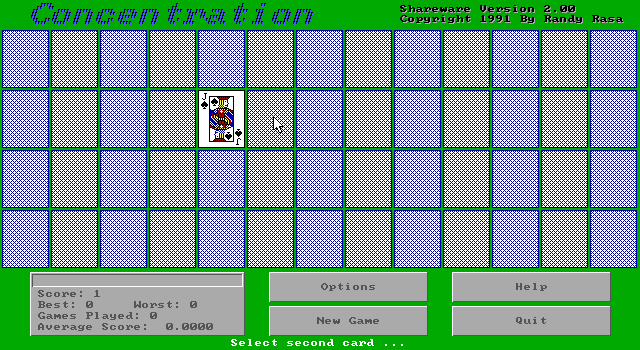 Concentration
Shareware Version 2.00
Copyright 1991 By Randy Rasa
J
J
Score: 1
Best: 0 Worst: 0
Games Played: 0
Average Score: 0.0000
Options
Help
New Game
Quit
Select second card ...